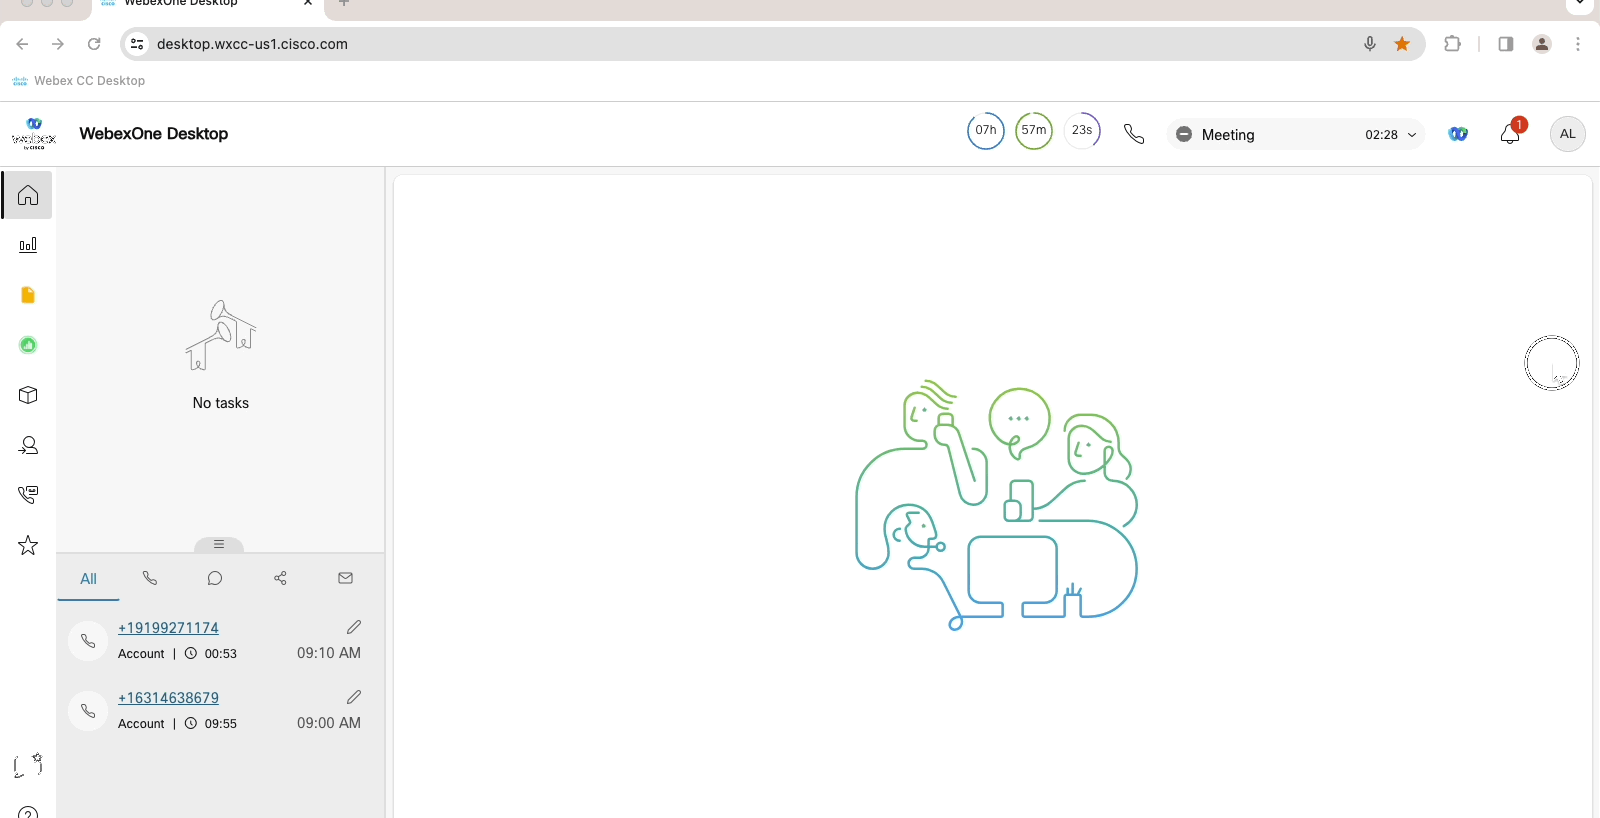 WebexOne Desktop
desktop.wxcc-us1.cisco.com
Webex CC Desktop
webex
by CISCO
WebexOne Desktop
07h
57m
23s
Meeting
02:28
1
AL
No tasks
All
+19199271174
Account | 00:53
09:10 AM
+16314638679
Account | 09:55
09:00 AM